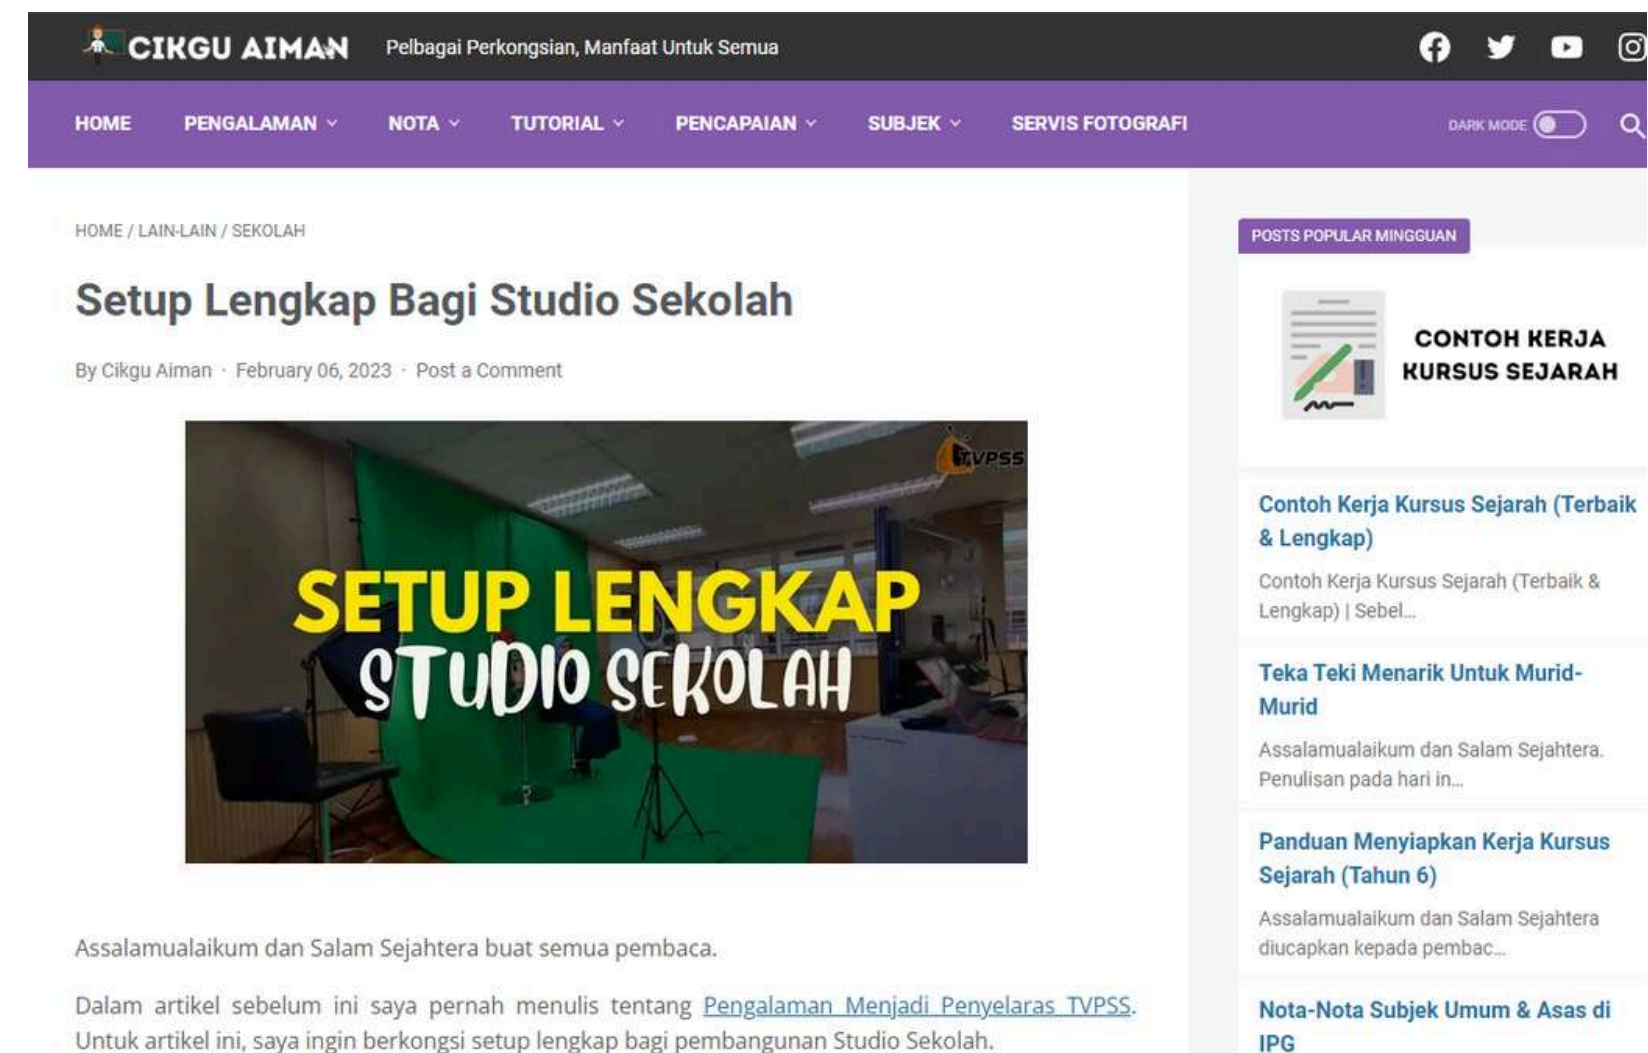 CIKGU AIMAN
Pelbagai Perkongsian, Manfaat Untuk Semua
HOME PENGALAMAN NOTA TUTORIAL PENCAPAIAN SUBJEK SERVIS FOTOGRAFI DARK MODE
HOME / LAIN-LAIN / SEKOLAH
Setup Lengkap Bagi Studio Sekolah
By Cikgu Aiman · February 06, 2023 · Post a Comment
TVPSS
SETUP LENGKAP
STUDIO SEKOLAH
Assalamualaikum dan Salam Sejahtera buat semua pembaca.
Dalam artikel sebelum ini saya pernah menulis tentang Pengalaman Menjadi Penyelaras TVPSS.
Untuk artikel ini, saya ingin berkongsi setup lengkap bagi pembangunan Studio Sekolah.
POSTS POPULAR MINGGUAN
CONTOH KERJA
KURSUS SEJARAH
Contoh Kerja Kursus Sejarah (Terbaik
& Lengkap)
Contoh Kerja Kursus Sejarah (Terbaik &
Lengkap) | Sebel...
Teka Teki Menarik Untuk Murid-
Murid
Assalamualaikum dan Salam Sejahtera.
Penulisan pada hari in...
Panduan Menyiapkan Kerja Kursus
Sejarah (Tahun 6)
Assalamualaikum dan Salam Sejahtera
diucapkan kepada pembac...
Nota-Nota Subjek Umum & Asas di
IPG